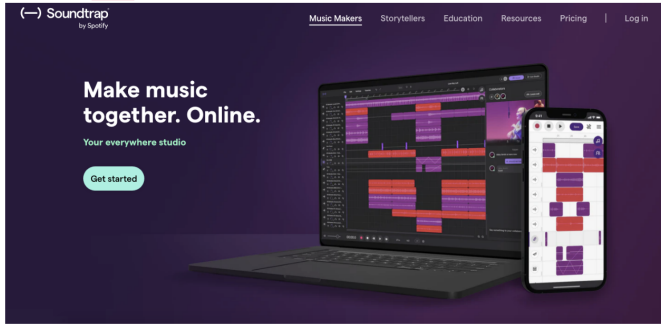 Soundtrap
by Spotify
Music Makers
Storytellers
Education
Resources
Pricing
Log in
Make music
together. Online.
Your everywhere studio
Get started